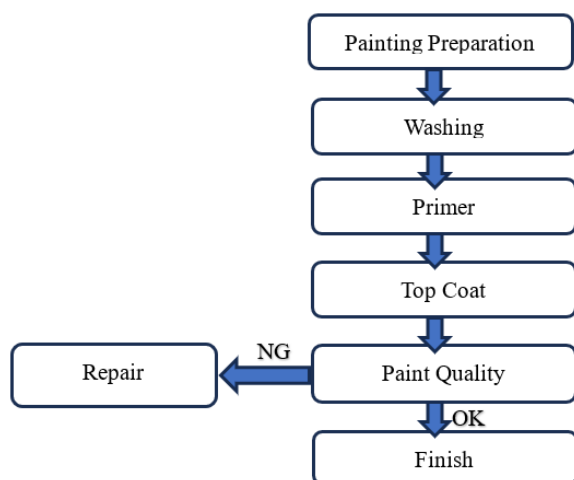 Painting Preparation
Washing
Primer
Top Coat
NG
Repair
Paint Quality
OK
Finish